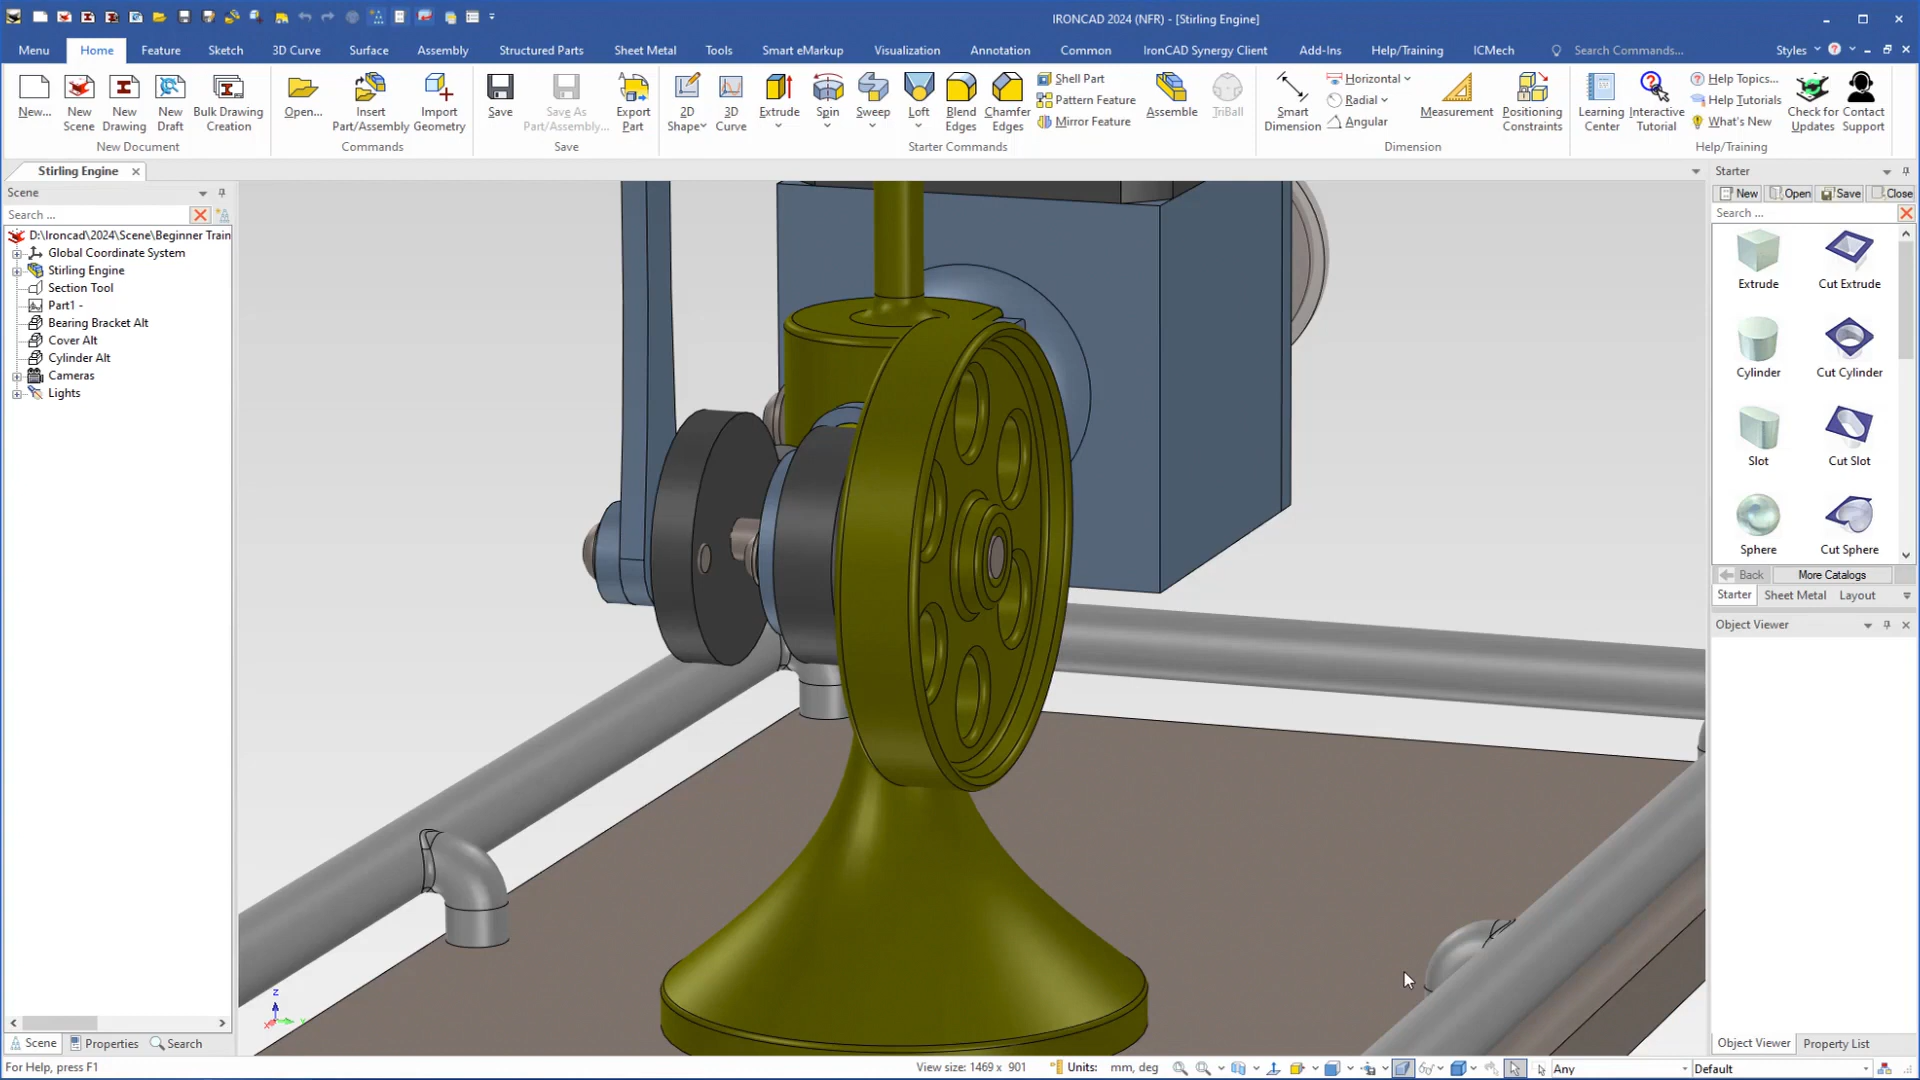 IRONCAD 2024 (NFR) - [Stirling Engine]
Menu Home Feature Sketch 3D Curve Surface Assembly Structured Parts Sheet Metal Tools Smart eMarkup Visualization Annotation Common IronCAD Synergy Client Add-Ins Help/Training ICMech Search Commands... Styles
New... New Scene New Drawing New Draft Bulk Drawing Creation
New Document
Open... Insert Part/Assembly Import Geometry
Commands
Save Save As Part/Assembly... Export Part
Save
2D Shape 3D Curve Extrude Spin Sweep Loft Blend Edges Chamfer Edges
Shell Part
Pattern Feature
Mirror Feature
Assemble TriBall
Starter Commands
Smart Dimension
Horizontal
Radial
Angular
Measurement Positioning Constraints
Dimension
Learning Center Interactive Tutorial
Help Topics...
Help Tutorials
What's New
Check for Updates Contact Support
Help/Training
Stirling Engine
Scene
Search ...
D:\Ironcad\2024\Scene\Beginner Train
Global Coordinate System
Stirling Engine
Section Tool
Part1 -
Bearing Bracket Alt
Cover Alt
Cylinder Alt
Cameras
Lights
Z
Scene Properties Search
Starter
New Open Save Close
Search ...
Extrude Cut Extrude
Cylinder Cut Cylinder
Slot Cut Slot
Sphere Cut Sphere
Back More Catalogs
Starter Sheet Metal Layout
Object Viewer
Object Viewer Property List
For Help, press F1
View size: 1469 x 901
Units: mm, deg
Any
Default